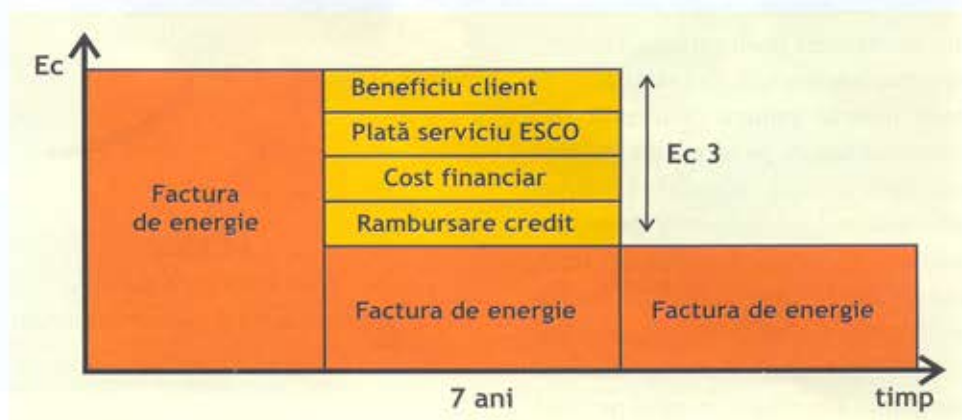 Ec
Beneficiu client
Plată serviciu ESCO
Cost financiar
Rambursare credit
Ec 3
Factura
de energie
Factura de energie
Factura de energie
7 ani
timp